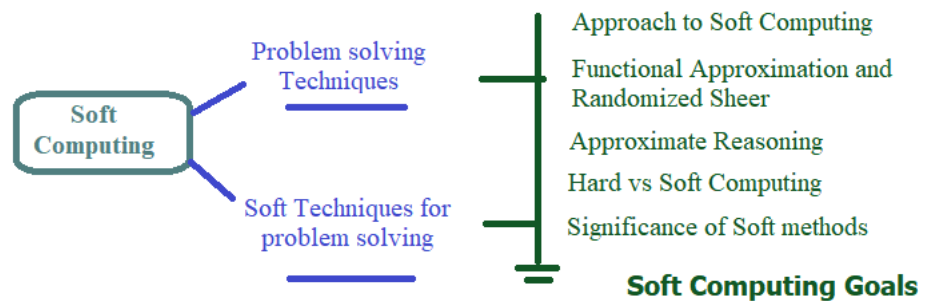 Soft
Computing
Problem solving
Techniques
Soft Techniques for
problem solving
Approach to Soft Computing
Functional Approximation and
Randomized Sheer
Approximate Reasoning
Hard vs Soft Computing
Significance of Soft methods
Soft Computing Goals